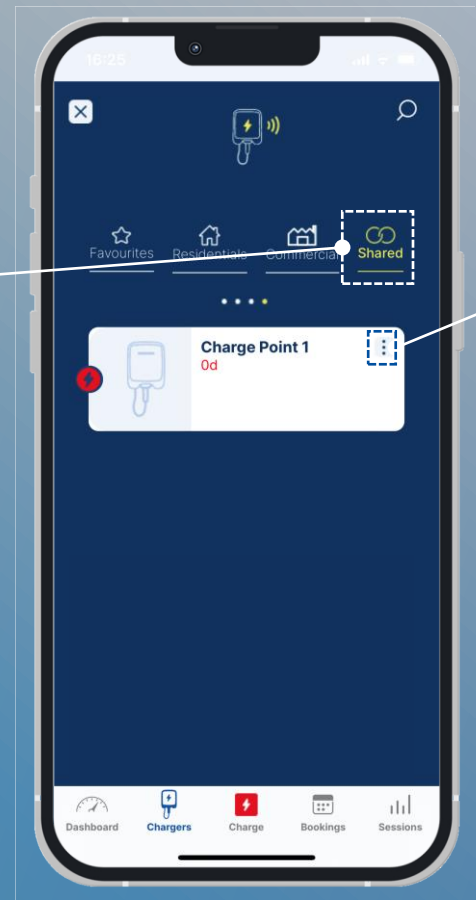 16:25
Favourites Residentials Commercial Shared
Charge Point 1
0d
Dashboard Chargers Charge Bookings Sessions